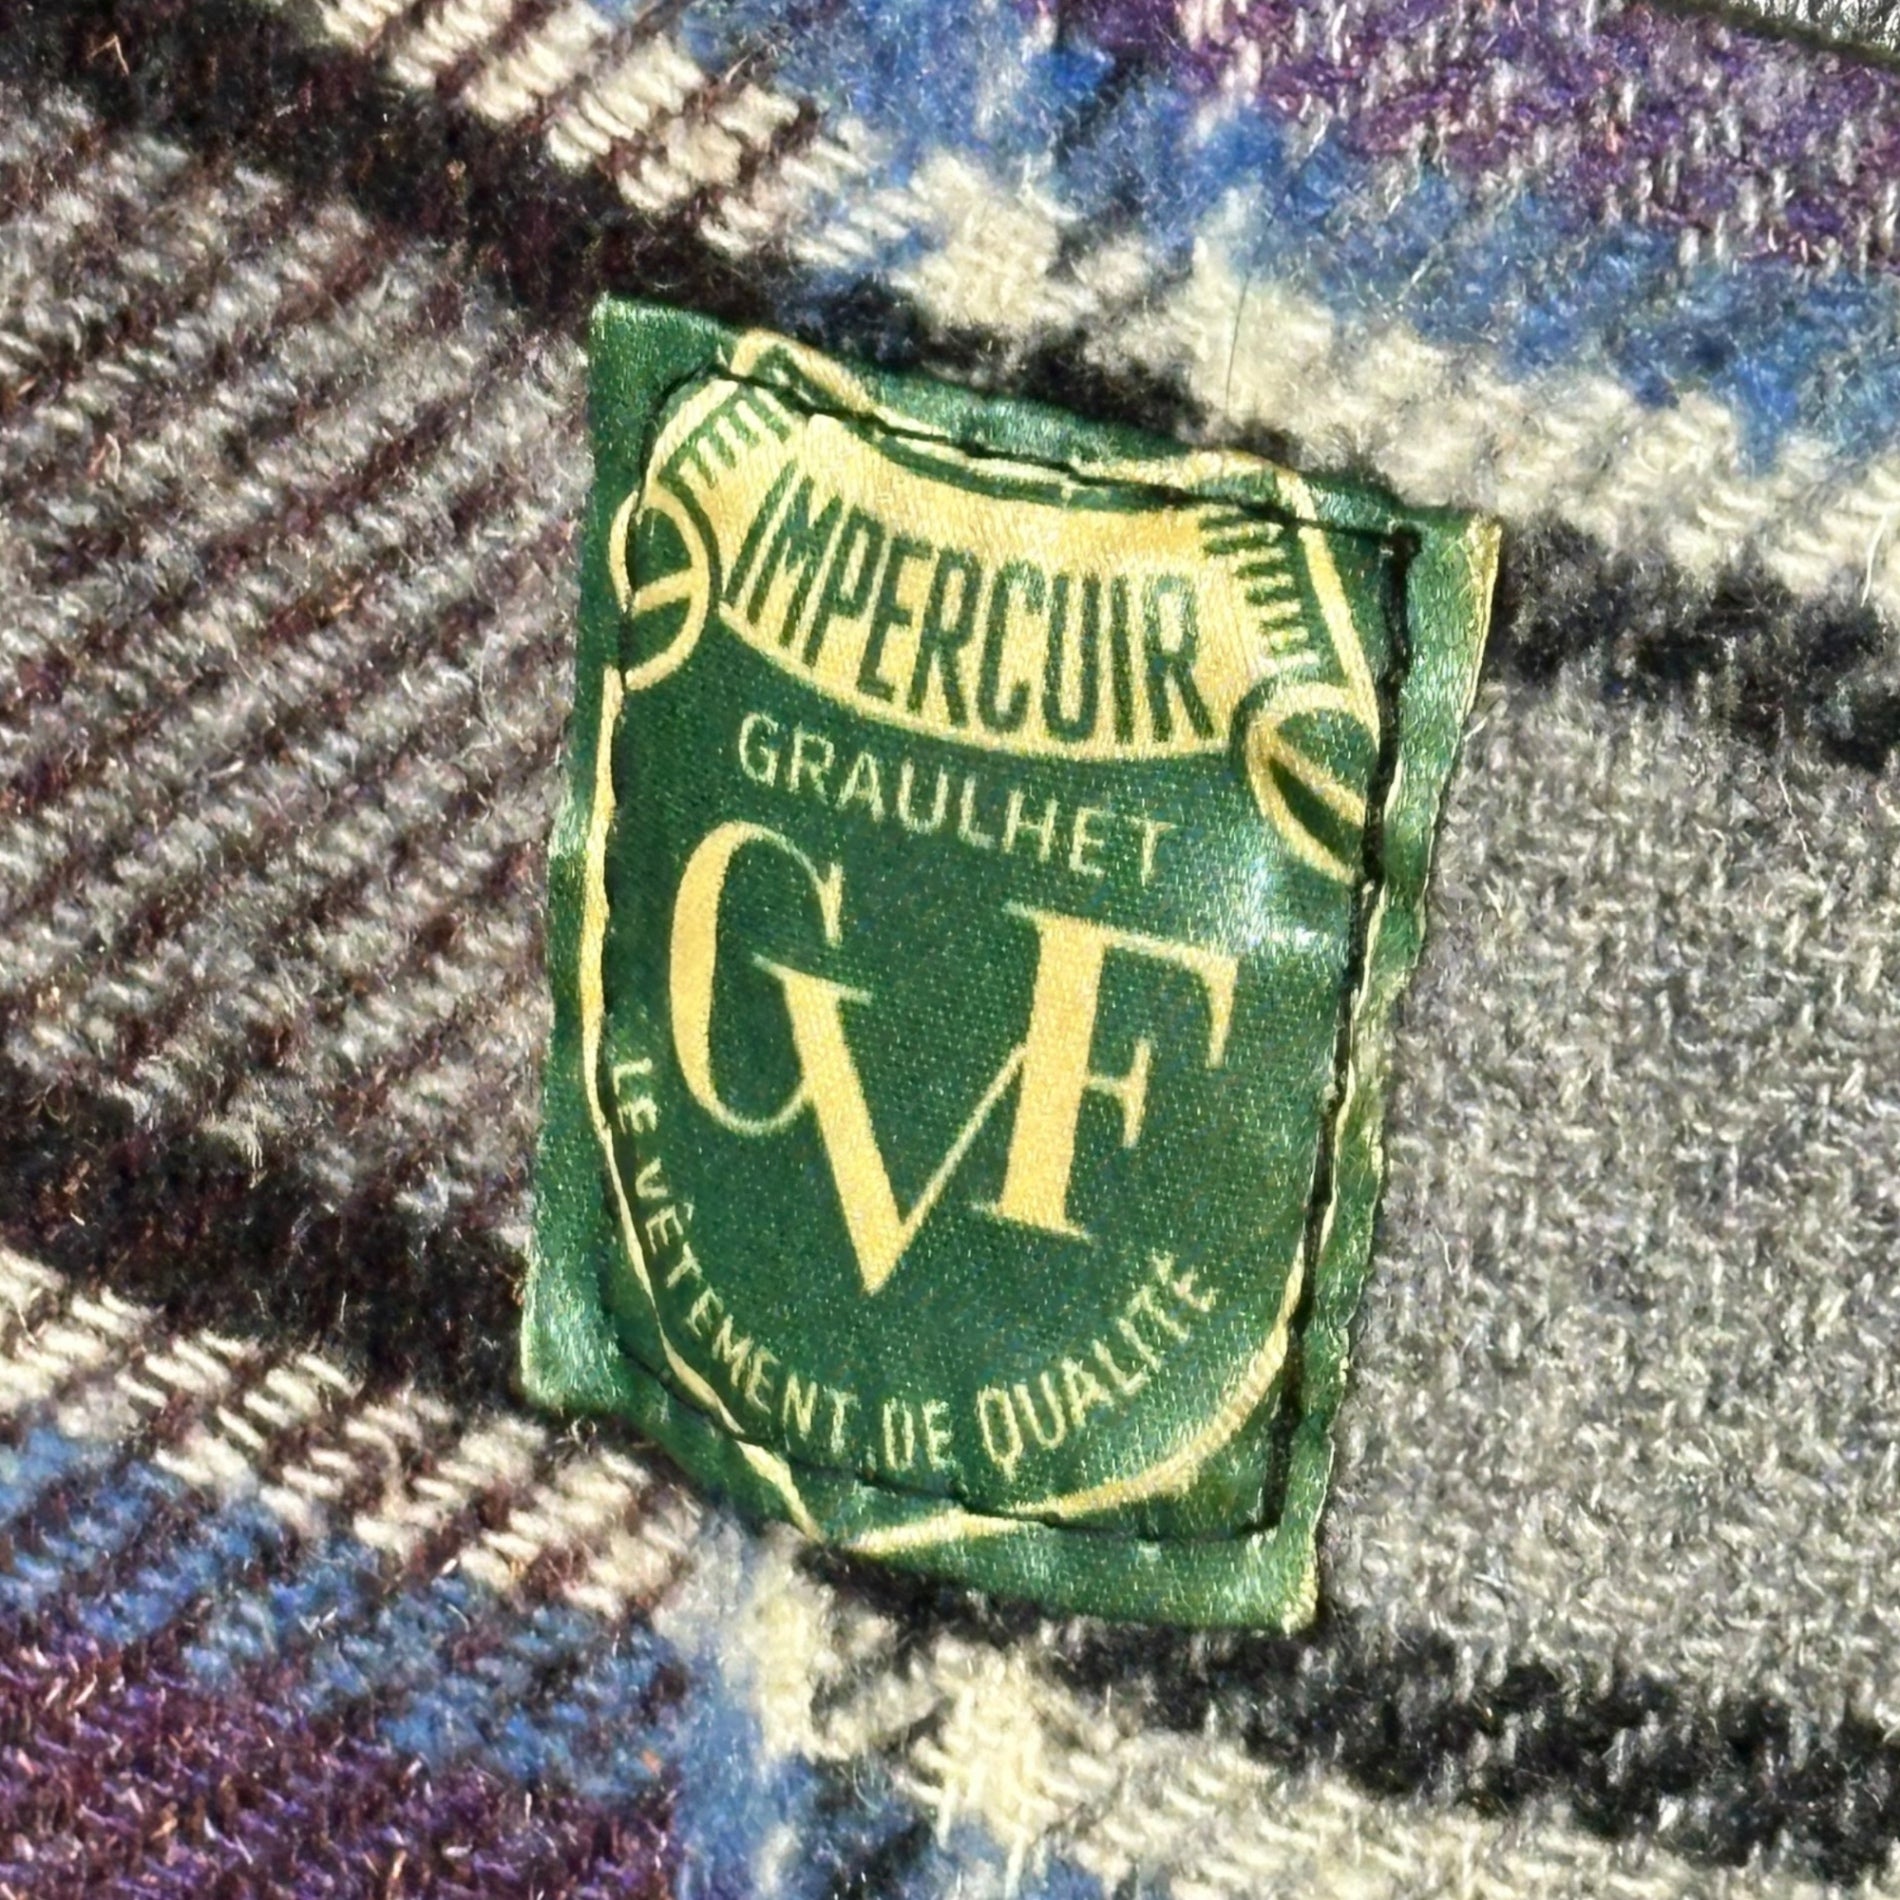 IMPERCUIR
GRAULHET
GVF
LE VÊTEMENT DE QUALITÉ